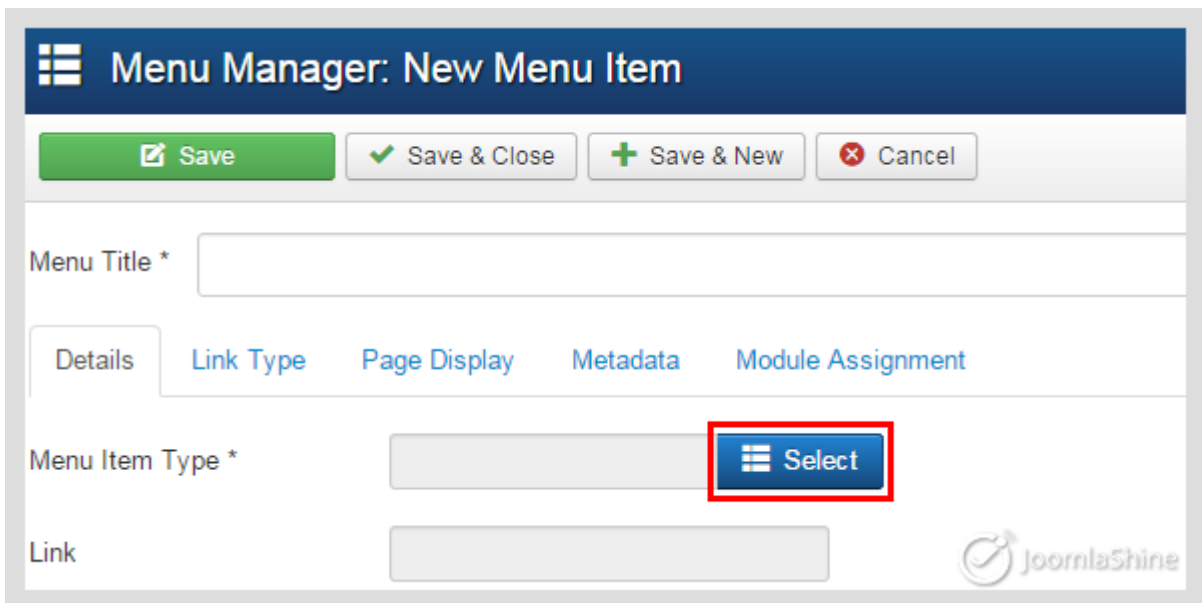 Menu Manager: New Menu Item
Save Save & Close Save & New Cancel
Menu Title *
Details Link Type Page Display Metadata Module Assignment
Menu Item Type * Select
Link
JoomlaShine